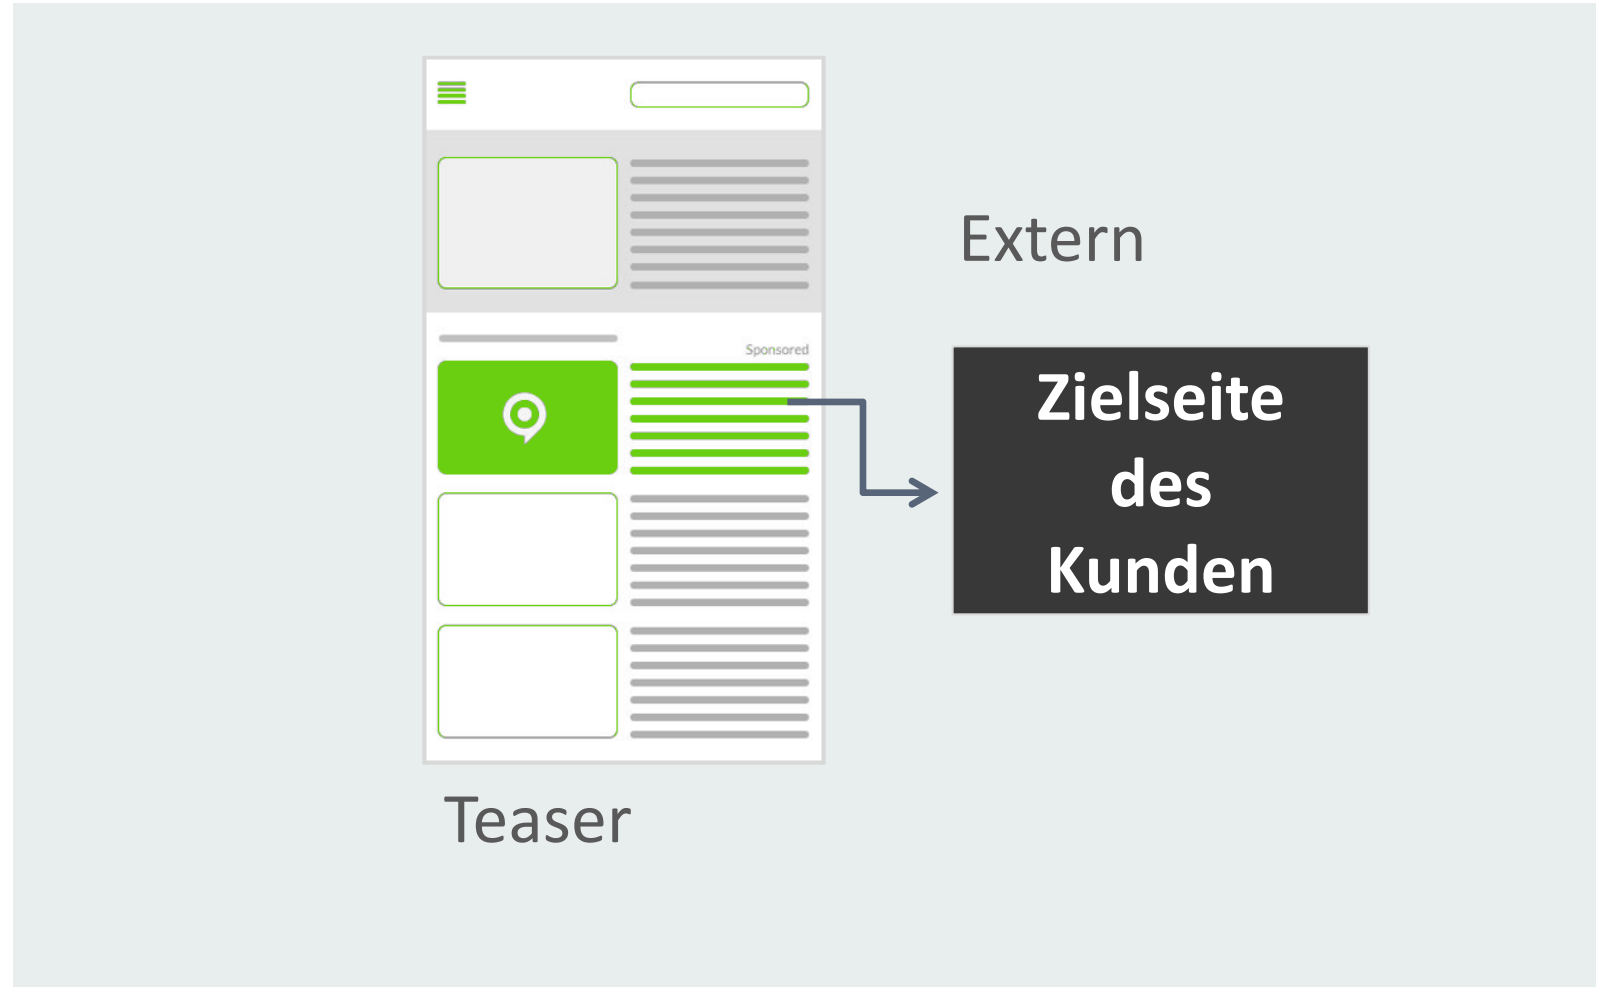 Sponsored
Extern
Zielseite
des
Kunden
Teaser